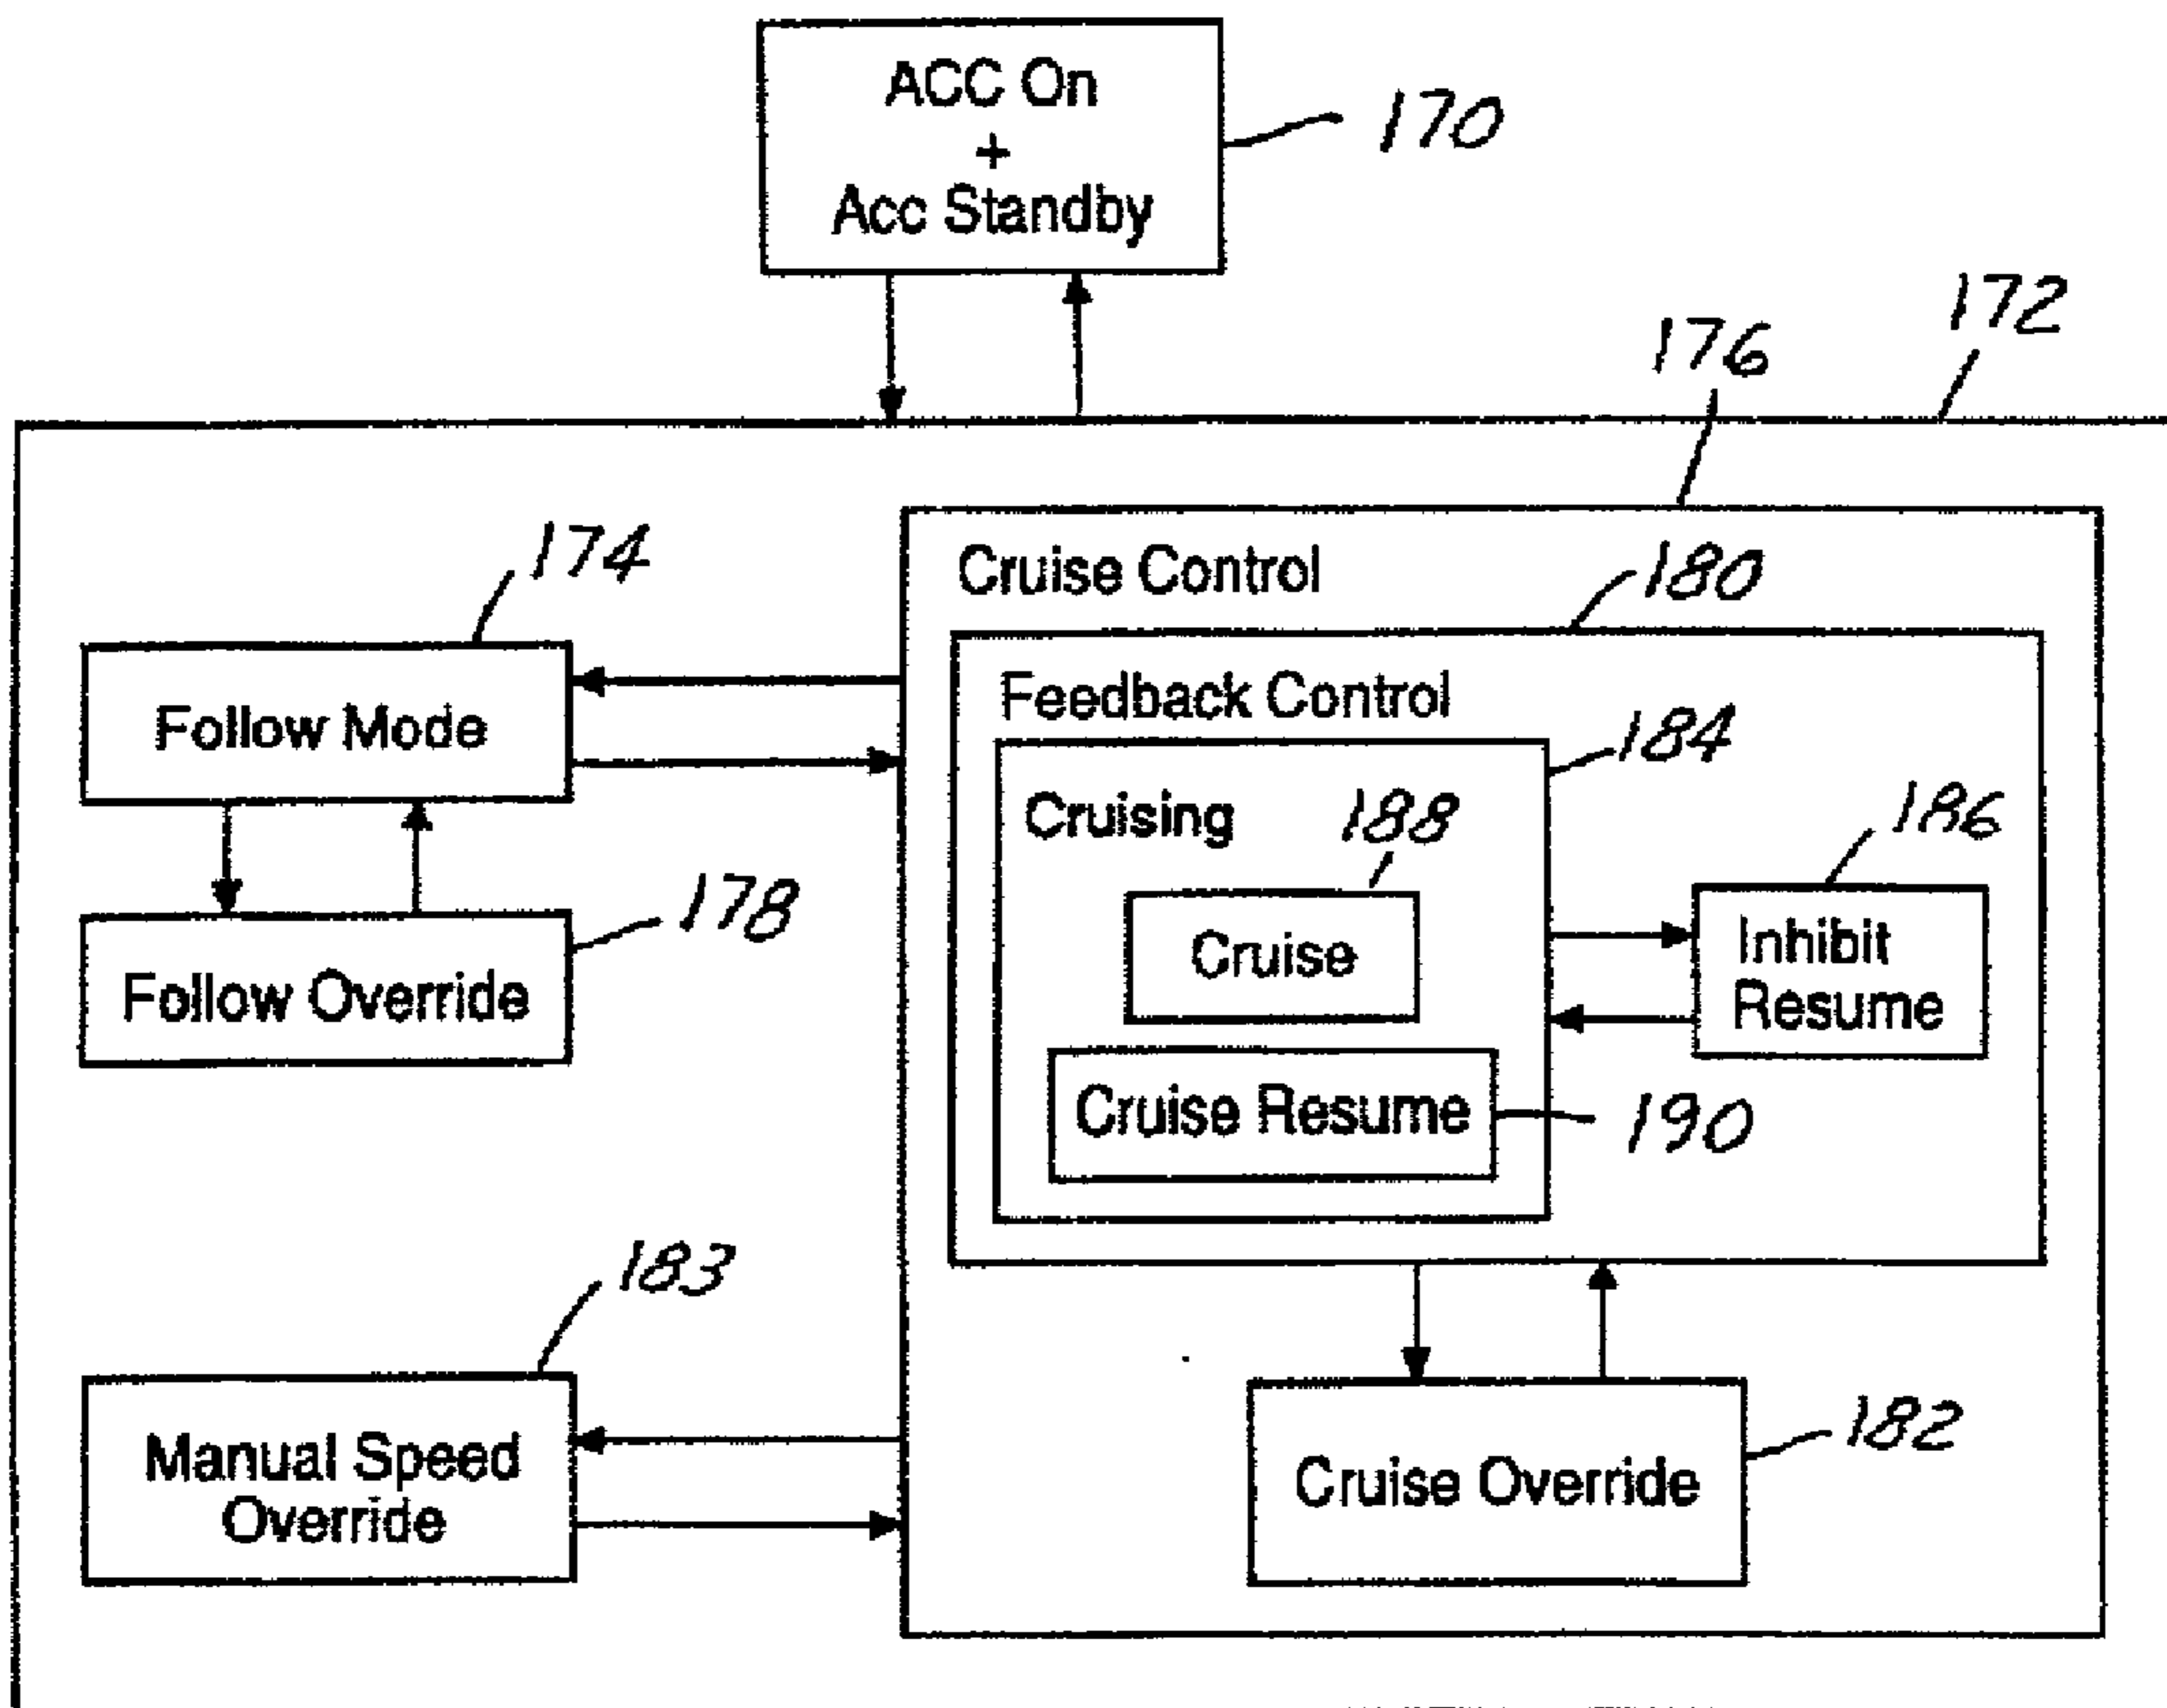 ACC On
+
Acc Standby
170
172
176
Cruise Control
180
174
Feedback Control
Follow Mode
184
Cruising
188
186
178
Cruise
Inhibit
Resume
Follow Override
Cruise Resume
190
183
Manual Speed
Override
182
Cruise Override